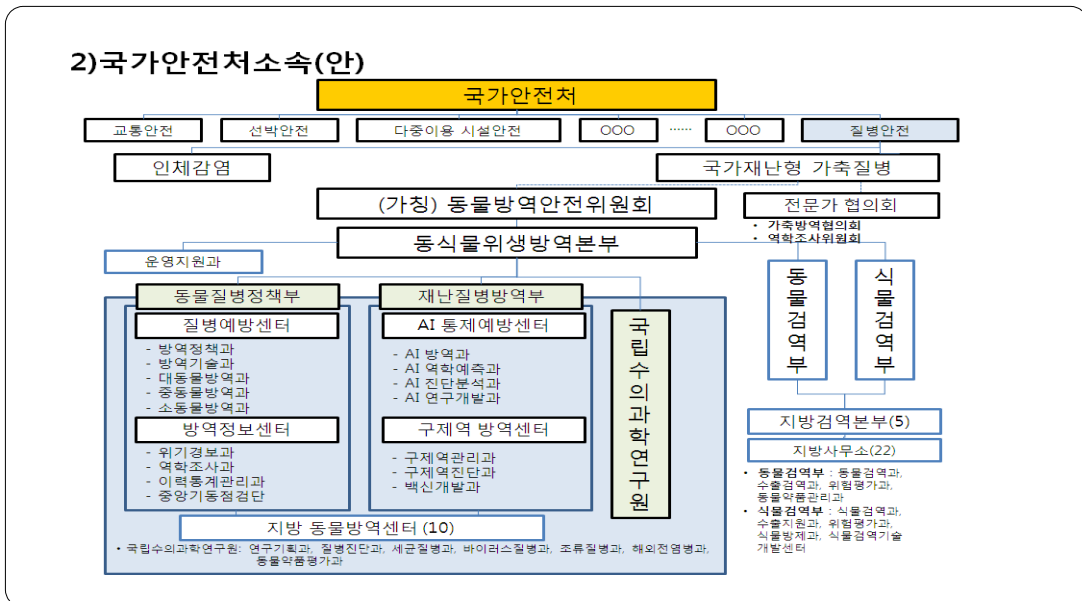 2)국가안전처소속(안)
국가안전처
교통안전
선박안전
다중이용 시설안전
○○○
……
○○○
질병안전
인체감염
국가재난형 가축질병
(가칭) 동물방역안전위원회
전문가 협의회
• 가축방역협의회
• 역학조사위원회
동식물위생방역본부
운영지원과
동물질병정책부
질병예방센터
- 방역정책과
- 방역기술과
- 대동물방역과
- 중동물방역과
- 소동물방역과
방역정보센터
- 위기경보과
- 역학조사과
- 이력통계관리과
- 중앙기동점검단
재난질병방역부
AI 통제예방센터
- AI 방역과
- AI 역학예측과
- AI 진단분석과
- AI 연구개발과
구제역 방역센터
- 구제역관리과
- 구제역진단과
- 백신개발과
국립수의과학연구원
동물검역부
식물검역부
지방검역본부(5)
지방사무소(22)
• 동물검역부 : 동물검역과,
수출검역과, 위험평가과,
동물약품관리과
• 식물검역부 : 식물검역과,
수출지원과, 위험평가과,
식물방제과, 식물검역기술
개발센터
지방 동물방역센터 (10)
• 국립수의과학연구원: 연구기획과, 질병진단과, 세균질병과, 바이러스질병과, 조류질병과, 해외전염병과,
동물약품평가과